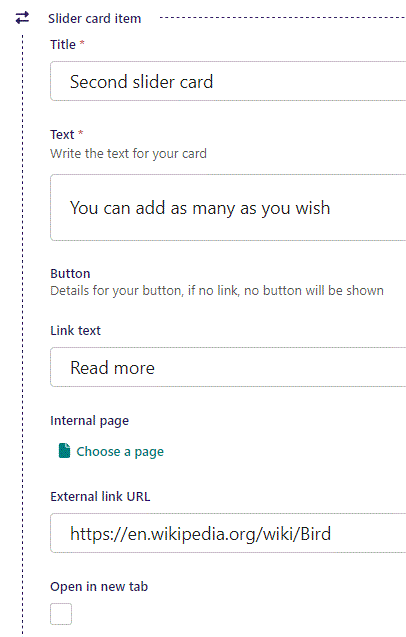 Slider card item
Title *
Second slider card
Text *
Write the text for your card
You can add as many as you wish
Button
Details for your button, if no link, no button will be shown
Link text
Read more
Internal page
Choose a page
External link URL
https://en.wikipedia.org/wiki/Bird
Open in new tab